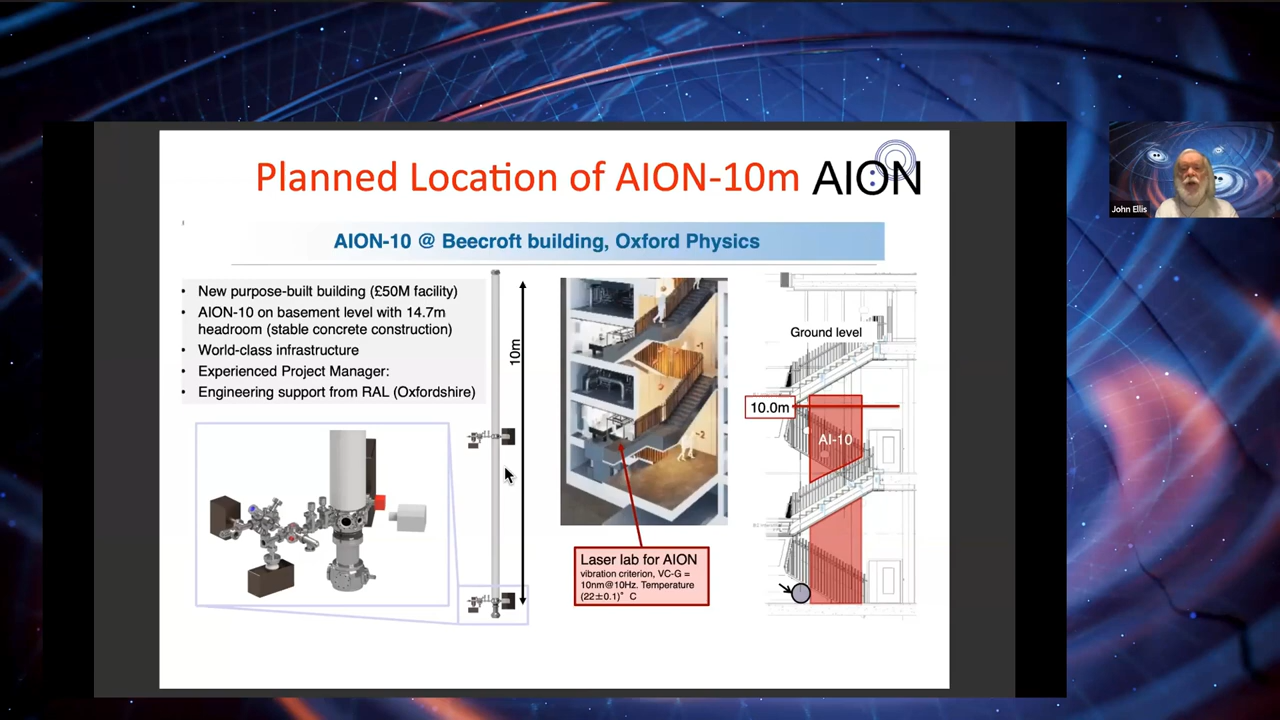 Planned Location of AION-10m
AION
AION-10 @ Beecroft building, Oxford Physics
• New purpose-built building (£50M facility)
• AION-10 on basement level with 14.7m
headroom (stable concrete construction)
• World-class infrastructure
• Experienced Project Manager:
• Engineering support from RAL (Oxfordshire)
10m
-1
-2
Laser lab for AION
vibration criterion, VC-G =
10nm@10Hz. Temperature
(22±0.1)° C
Ground level
10.0m
AI-10
John Ellis